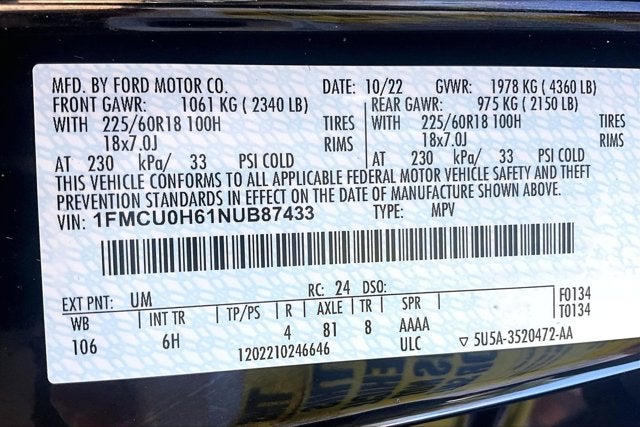 MFD. BY FORD MOTOR CO. DATE: 10/22 GVWR: 1978 KG ( 4360 LB)
FRONT GAWR: 1061 KG ( 2340 LB) REAR GAWR: 975 KG ( 2150 LB)
WITH 225/60R18 100H TIRES WITH 225/60R18 100H TIRES
18x7.0J RIMS 18x7.0J RIMS
AT 230 kPa/ 33 PSI COLD AT 230 kPa/ 33 PSI COLD
THIS VEHICLE CONFORMS TO ALL APPLICABLE FEDERAL MOTOR VEHICLE SAFETY AND THEFT
PREVENTION STANDARDS IN EFFECT ON THE DATE OF MANUFACTURE SHOWN ABOVE.
VIN: 1FMCU0H61NUB87433 TYPE: MPV
RC: 24 DSO:
EXT PNT: UM F0134
WB INT TR TP/PS R AXLE TR SPR T0134
106 6H 4 81 8 AAAA
1202210246646 ULC ▽ 5U5A-3520472-AA